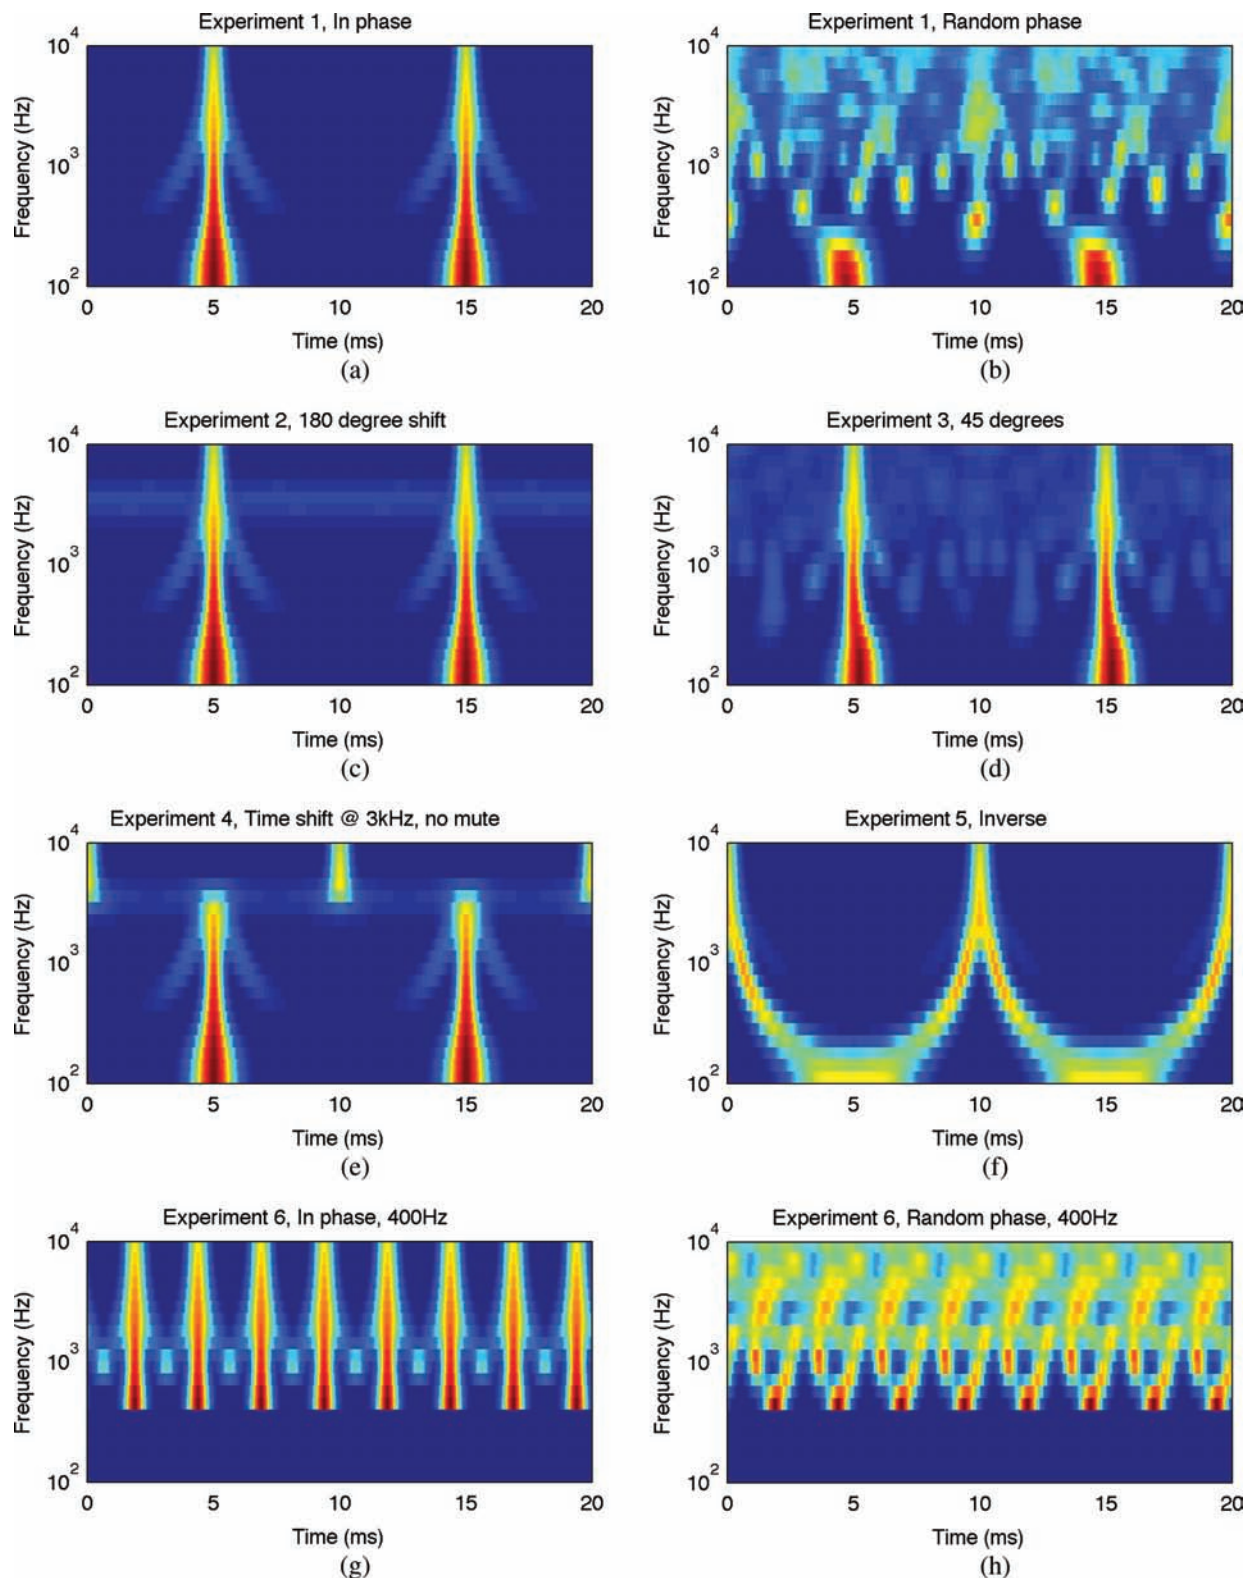 Experiment 1, In phase
10^4
10^3
10^2
Frequency (Hz)
0 5 10 15 20
Time (ms)
(a)
Experiment 1, Random phase
10^4
10^3
10^2
Frequency (Hz)
0 5 10 15 20
Time (ms)
(b)
Experiment 2, 180 degree shift
10^4
10^3
10^2
Frequency (Hz)
0 5 10 15 20
Time (ms)
(c)
Experiment 3, 45 degrees
10^4
10^3
10^2
Frequency (Hz)
0 5 10 15 20
Time (ms)
(d)
Experiment 4, Time shift @ 3kHz, no mute
10^4
10^3
10^2
Frequency (Hz)
0 5 10 15 20
Time (ms)
(e)
Experiment 5, Inverse
10^4
10^3
10^2
Frequency (Hz)
0 5 10 15 20
Time (ms)
(f)
Experiment 6, In phase, 400Hz
10^4
10^3
10^2
Frequency (Hz)
0 5 10 15 20
Time (ms)
(g)
Experiment 6, Random phase, 400Hz
10^4
10^3
10^2
Frequency (Hz)
0 5 10 15 20
Time (ms)
(h)